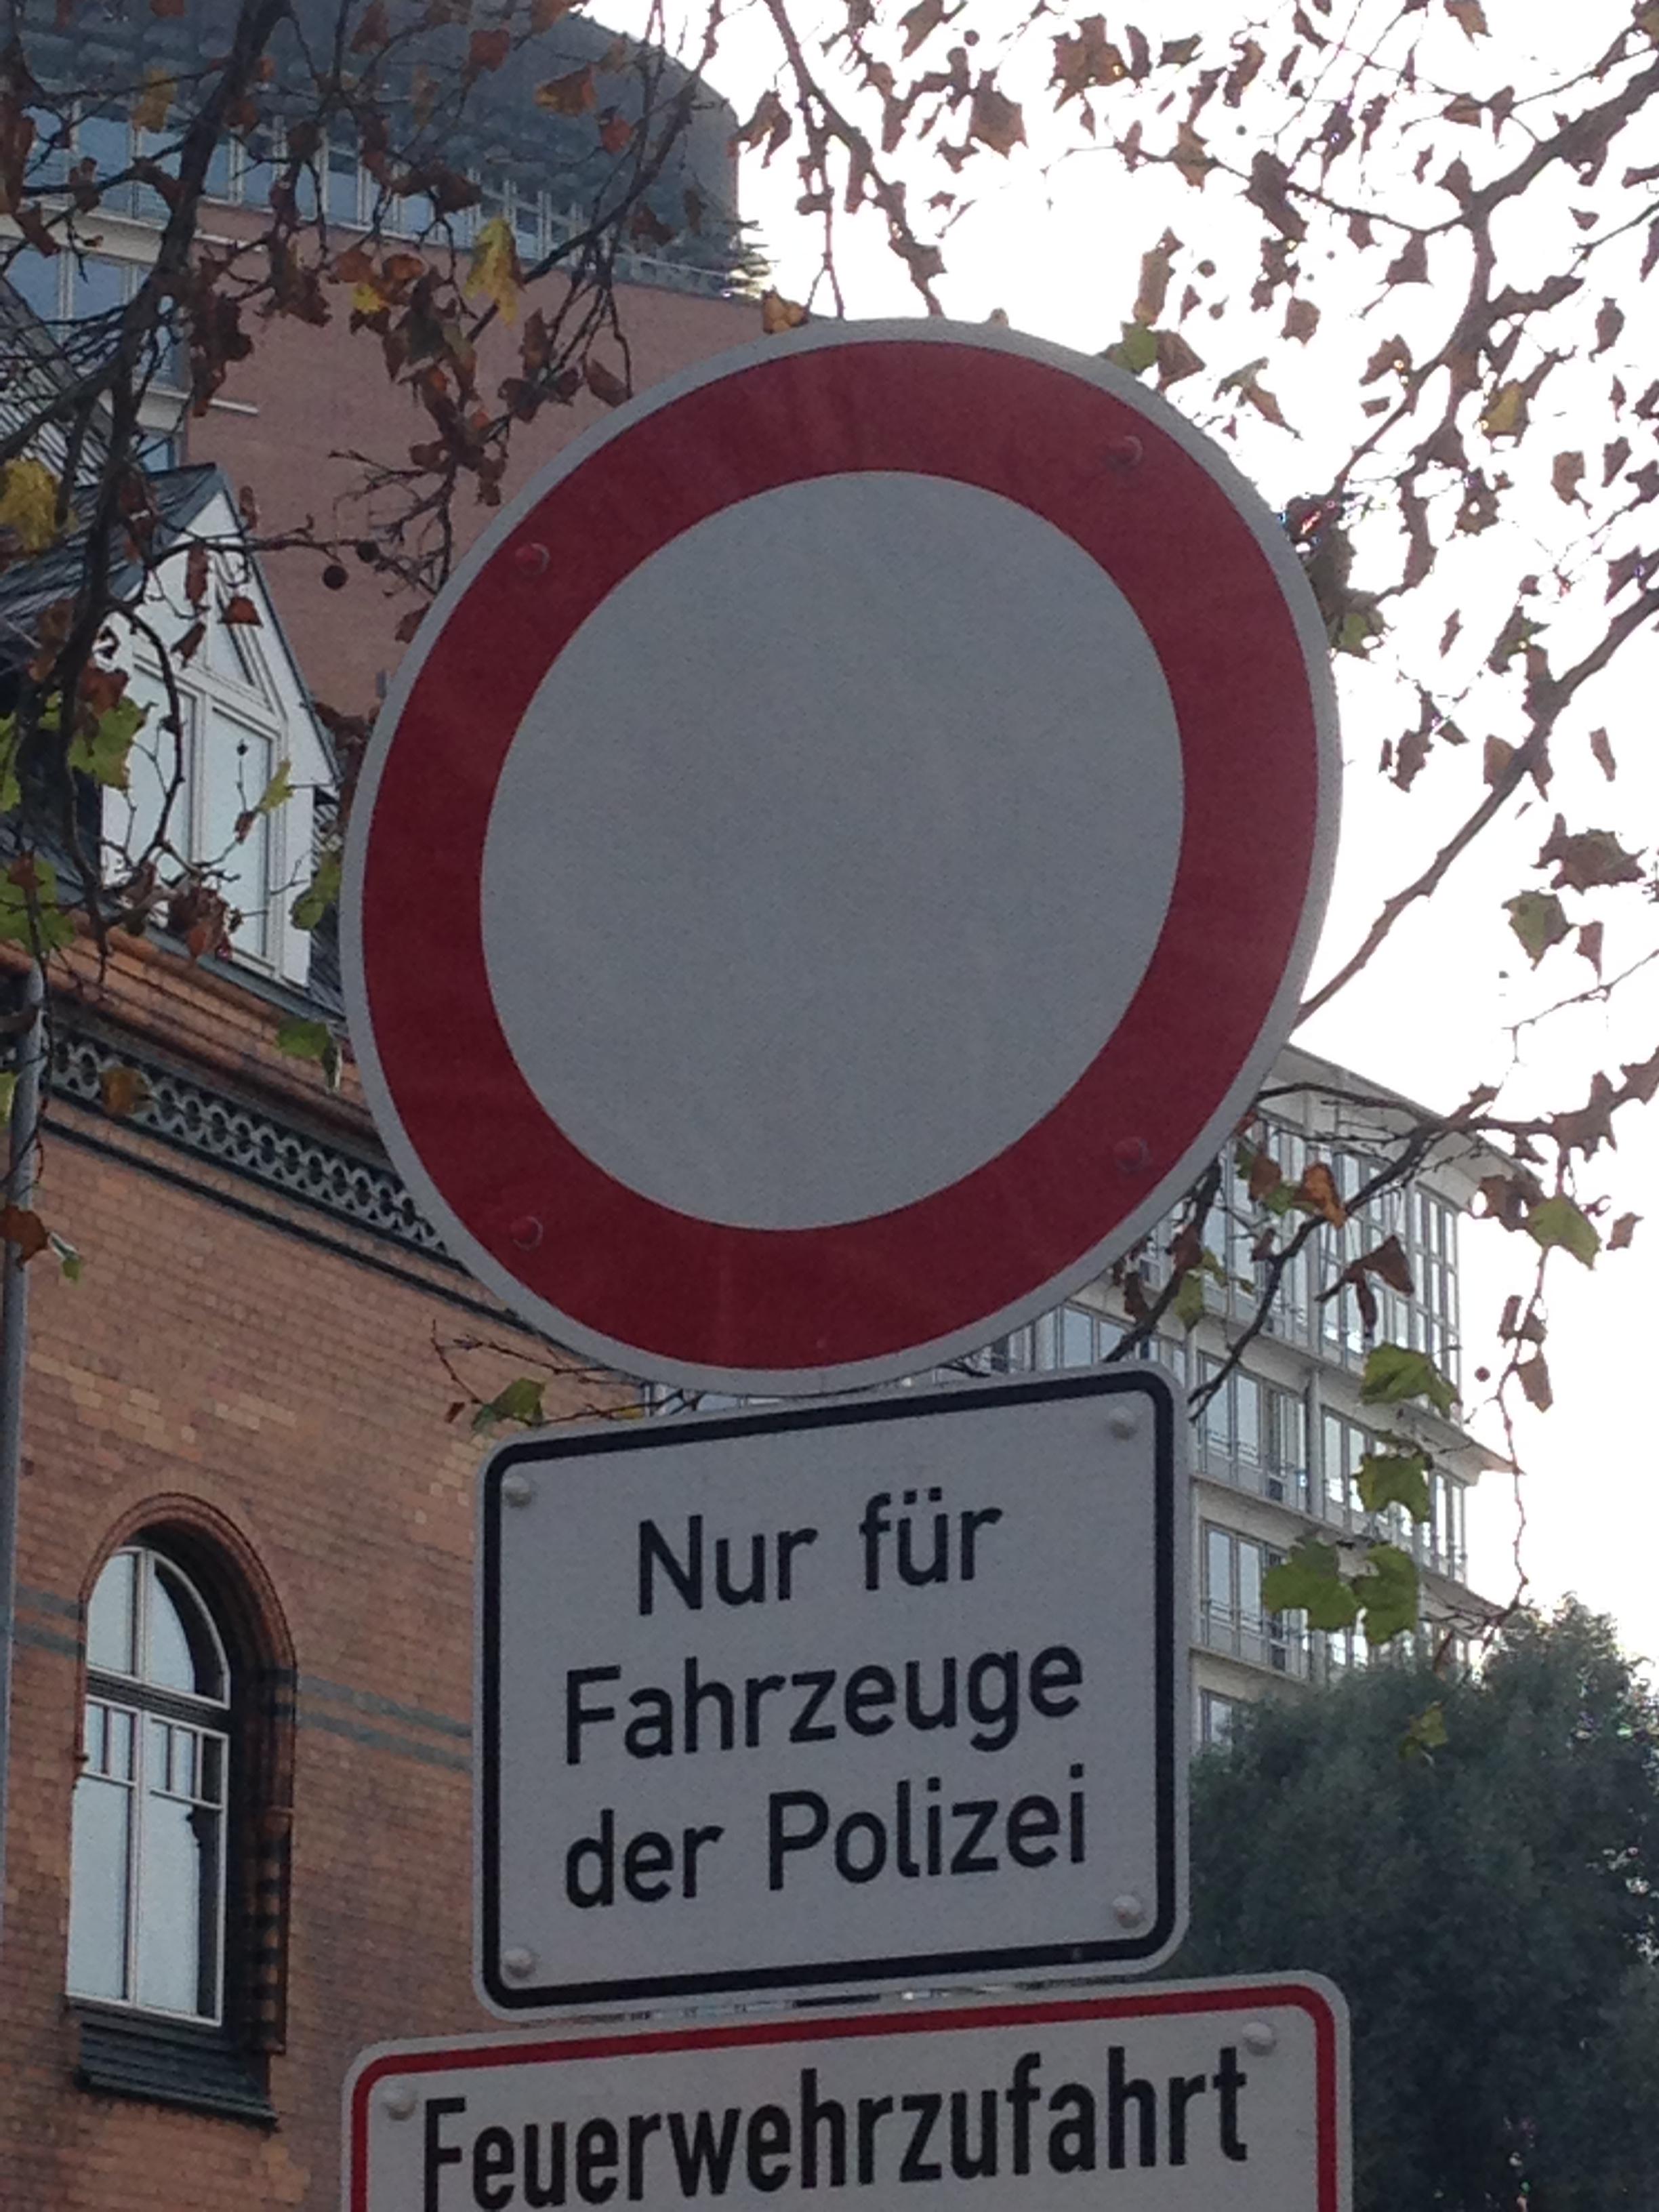 Nur für
Fahrzeuge
der Polizei
Feuerwehrzufahrt